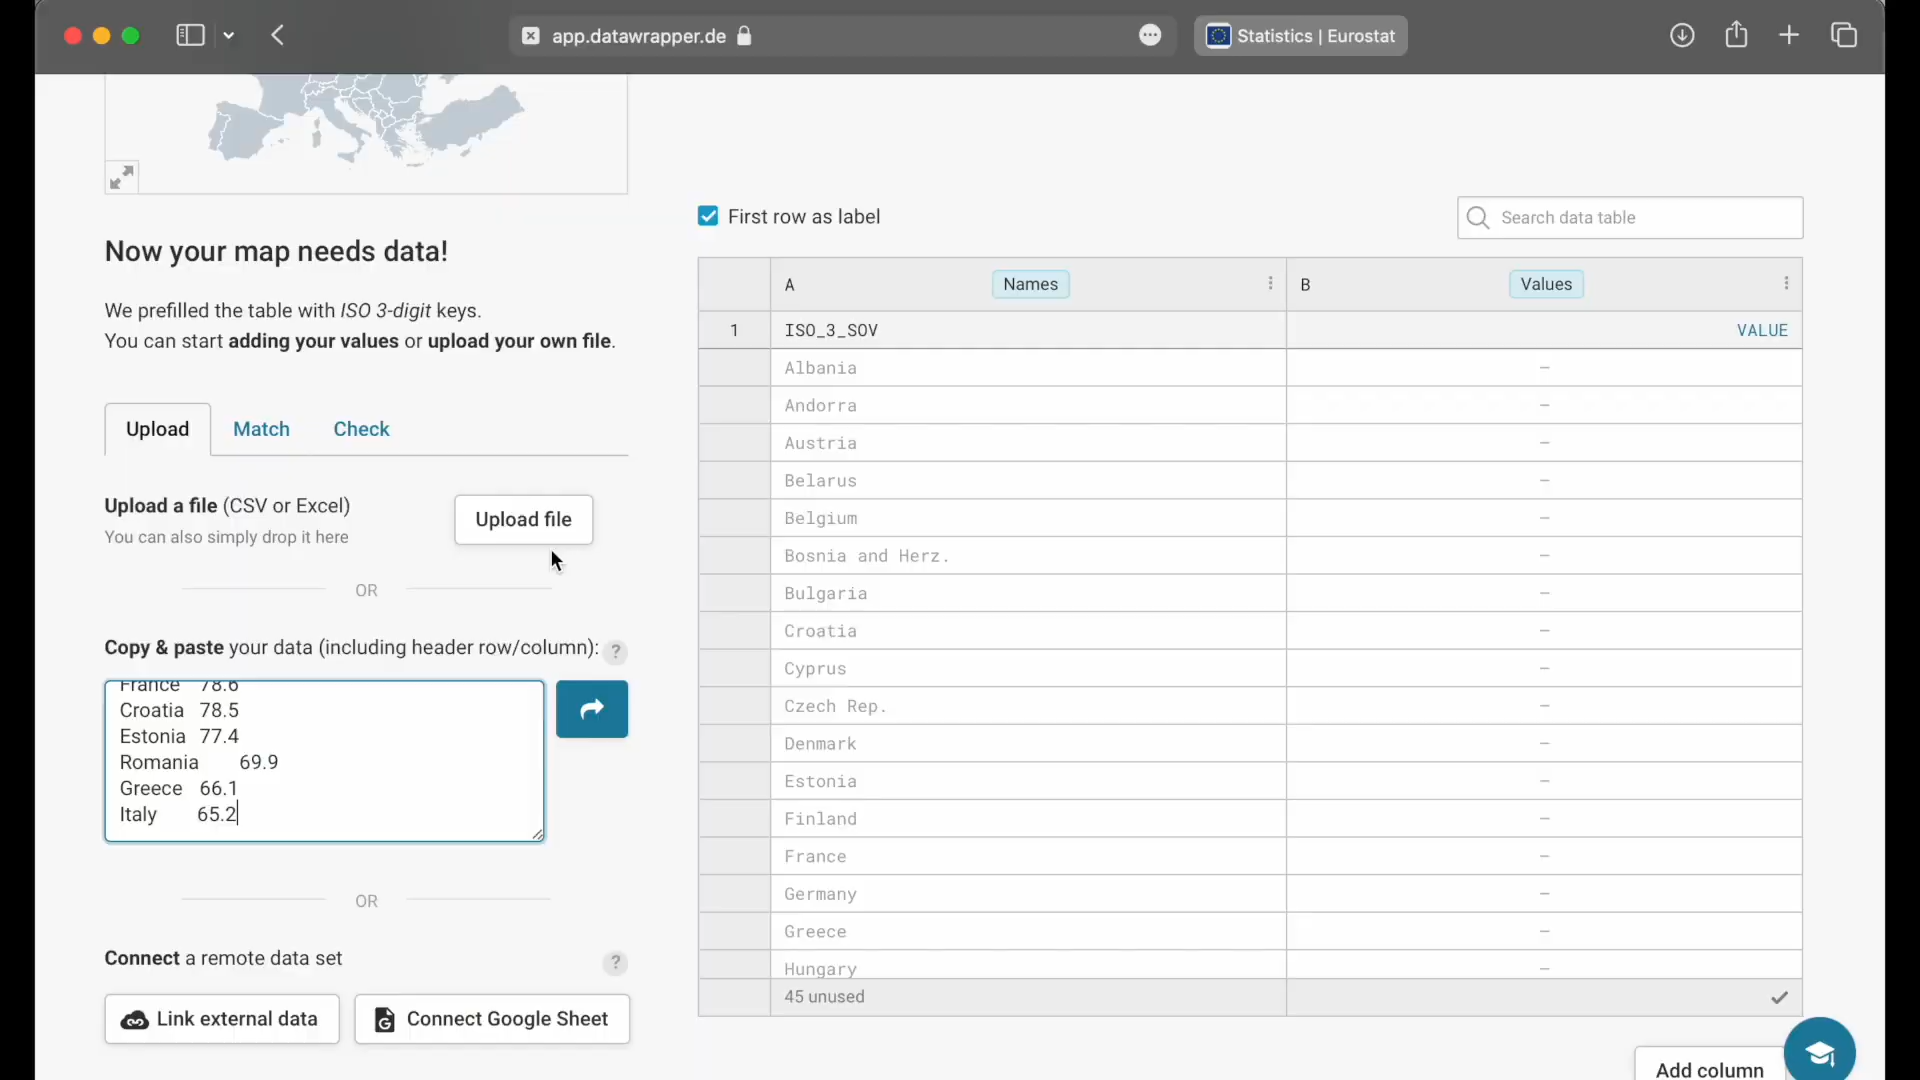 app.datawrapper.de
Statistics | Eurostat
Now your map needs data!
We prefilled the table with ISO 3-digit keys.
You can start adding your values or upload your own file.
Upload
Match
Check
Upload a file (CSV or Excel)
You can also simply drop it here
Upload file
OR
Copy & paste your data (including header row/column):
?
France 78.6
Croatia 78.5
Estonia 77.4
Romania 69.9
Greece 66.1
Italy 65.2
OR
Connect a remote data set
?
Link external data
Connect Google Sheet
First row as label
Search data table
A Names B Values
1 ISO_3_SOV VALUE
Albania –
Andorra –
Austria –
Belarus –
Belgium –
Bosnia and Herz. –
Bulgaria –
Croatia –
Cyprus –
Czech Rep. –
Denmark –
Estonia –
Finland –
France –
Germany –
Greece –
Hungary –
45 unused
Add column